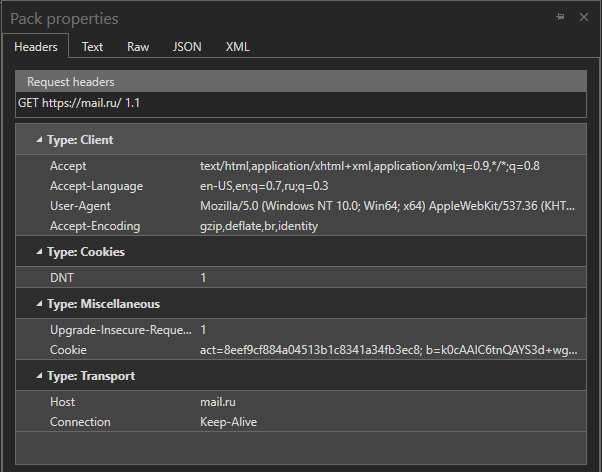 Pack properties
Headers Text Raw JSON XML
Request headers
GET https://mail.ru/ 1.1
Type: Client
Accept text/html,application/xhtml+xml,application/xml;q=0.9,*/*;q=0.8
Accept-Language en-US,en;q=0.7,ru;q=0.3
User-Agent Mozilla/5.0 (Windows NT 10.0; Win64; x64) AppleWebKit/537.36 (KHT...
Accept-Encoding gzip,deflate,br,identity
Type: Cookies
DNT 1
Type: Miscellaneous
Upgrade-Insecure-Reque... 1
Cookie act=8eef9cf884a04513b1c8341a34fb3ec8; b=k0cAAIC6tnQAYS3d+wg...
Type: Transport
Host mail.ru
Connection Keep-Alive